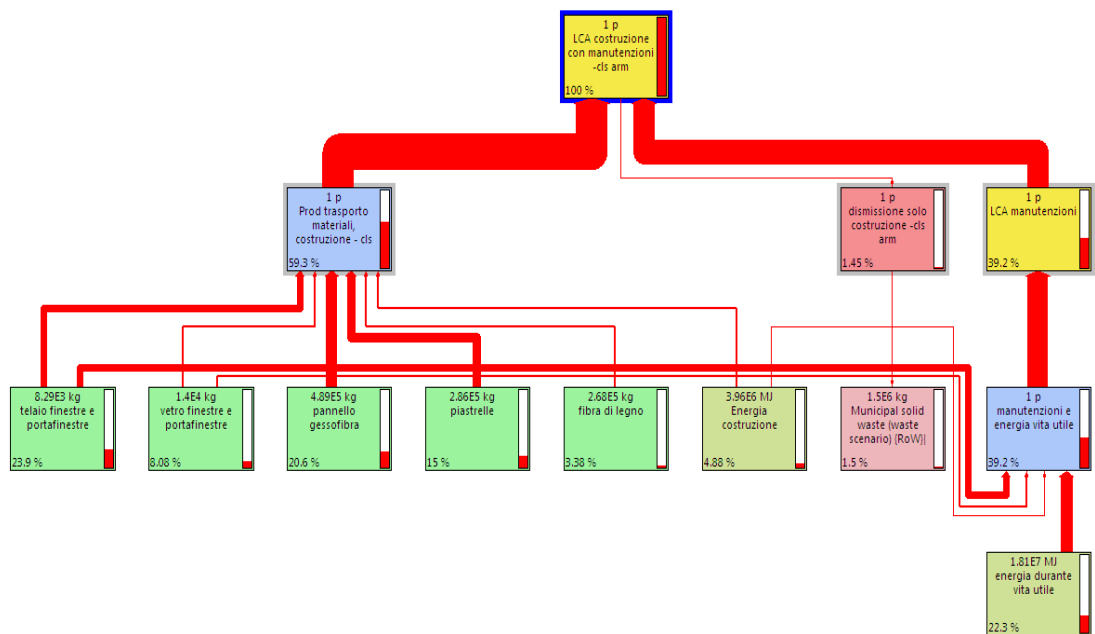 1 p
LCA costruzione
con manutenzioni
-cls arm
100 %
1 p
Prod trasporto
materiali,
costruzione - cls
59.3 %
1 p
dismissione solo
costruzione -cls
arm
1.45 %
1 p
LCA manutenzioni
39.2 %
8.29E3 kg
telaio finestre e
portafinestre
23.9 %
1.4E4 kg
vetro finestre e
portafinestre
8.08 %
4.89E5 kg
pannello
gessofibra
20.6 %
2.86E5 kg
piastrelle
15 %
2.68E5 kg
fibra di legno
3.38 %
3.96E6 MJ
Energia
costruzione
4.88 %
1.5E6 kg
Municipal solid
waste (waste
scenario) {RoW}|
1.5 %
1 p
manutenzioni e
energia vita utile
39.2 %
1.81E7 MJ
energia durante
vita utile
22.3 %